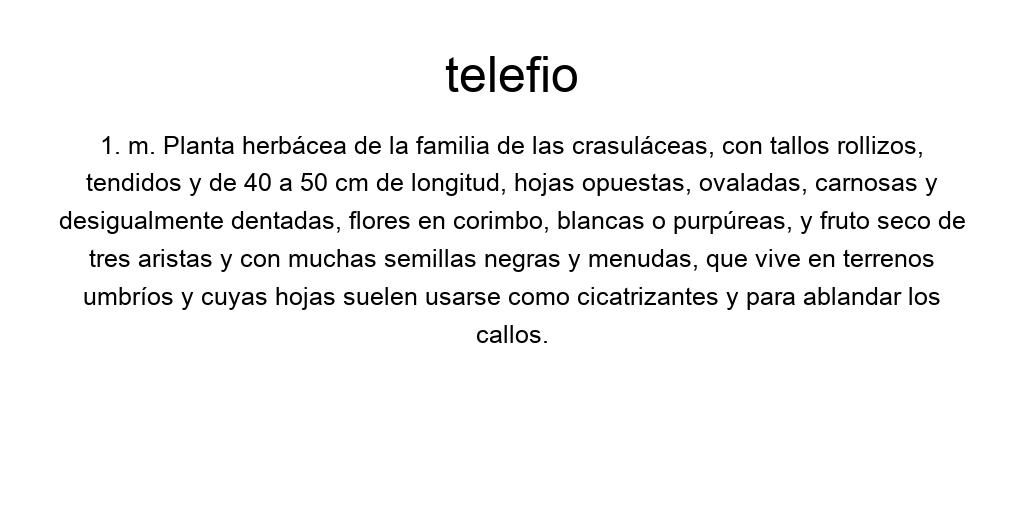 telefio
1. m. Planta herbácea de la familia de las crasuláceas, con tallos rollizos,
tendidos y de 40 a 50 cm de longitud, hojas opuestas, ovaladas, carnosas y
desigualmente dentadas, flores en corimbo, blancas o purpúreas, y fruto seco de
tres aristas y con muchas semillas negras y menudas, que vive en terrenos
umbríos y cuyas hojas suelen usarse como cicatrizantes y para ablandar los
callos.